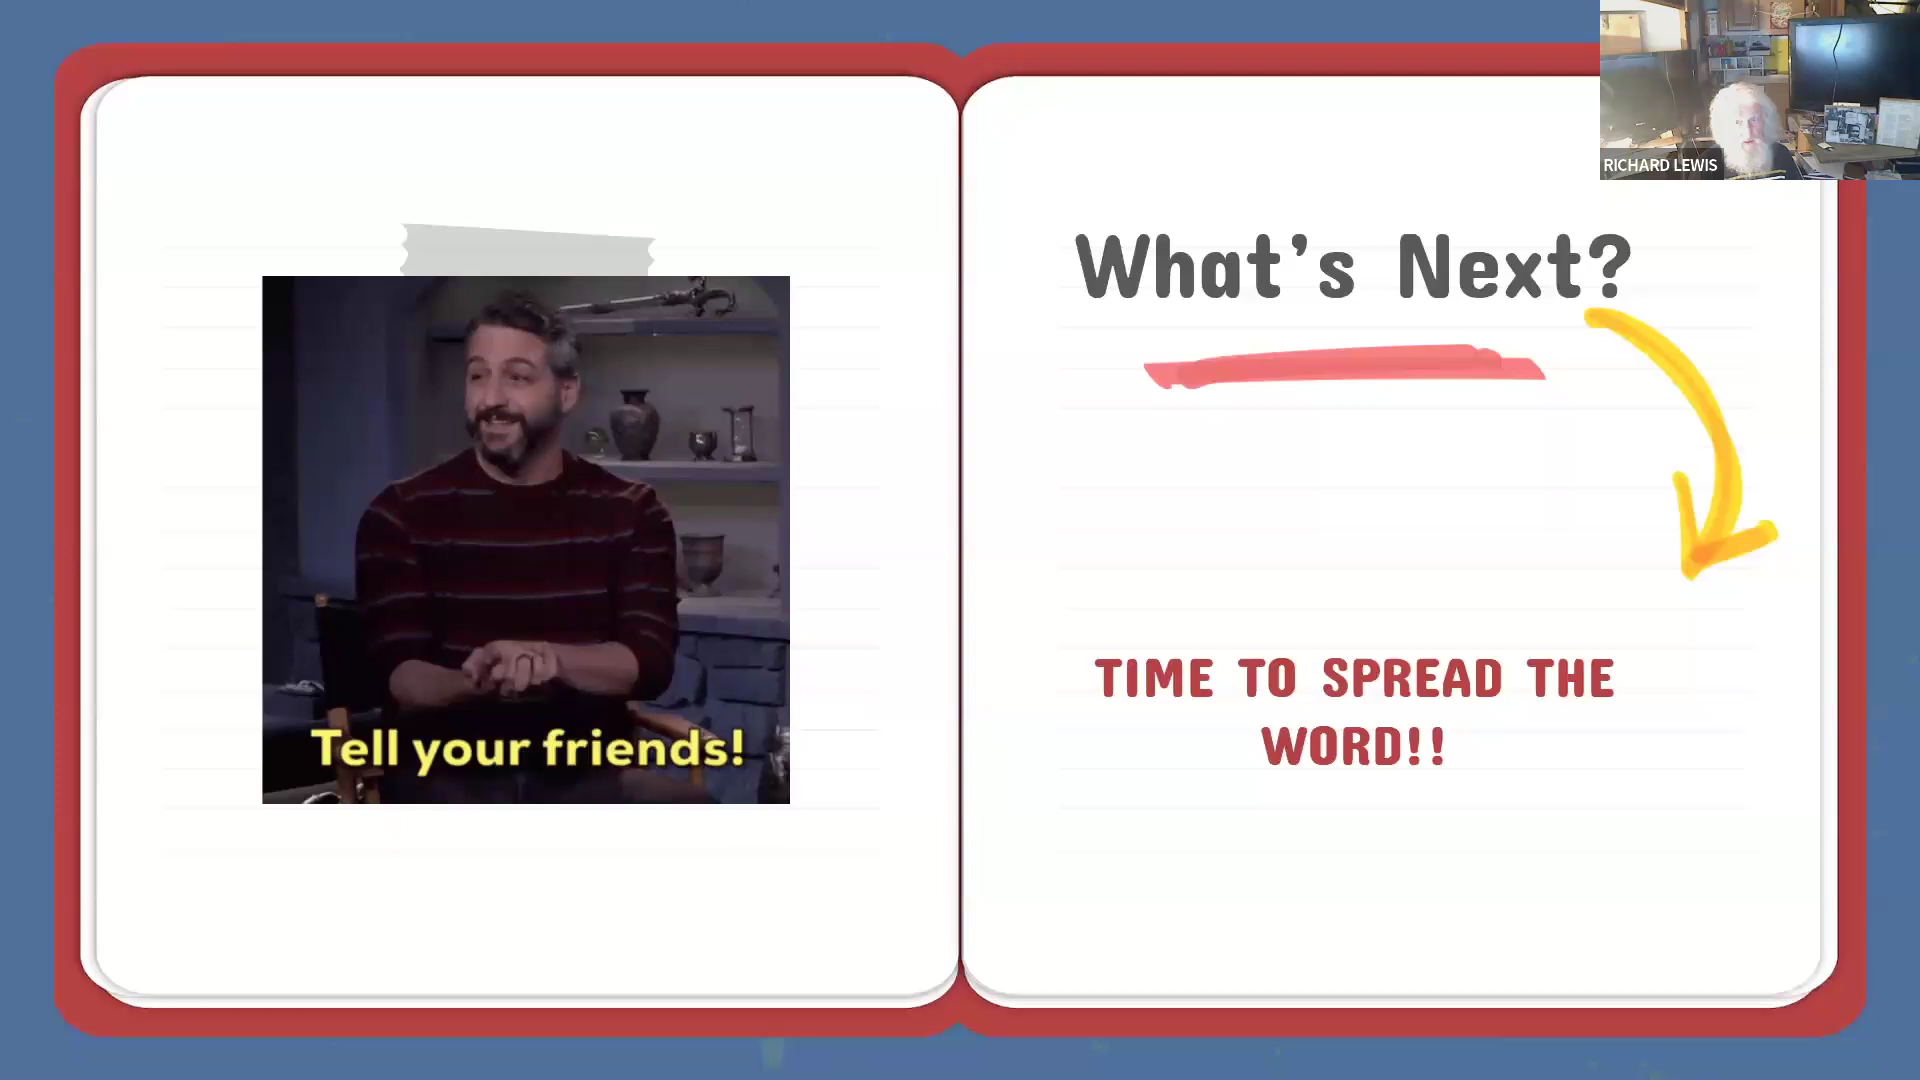 RICHARD LEWIS
What's Next?
Tell your friends!
TIME TO SPREAD THE
WORD!!